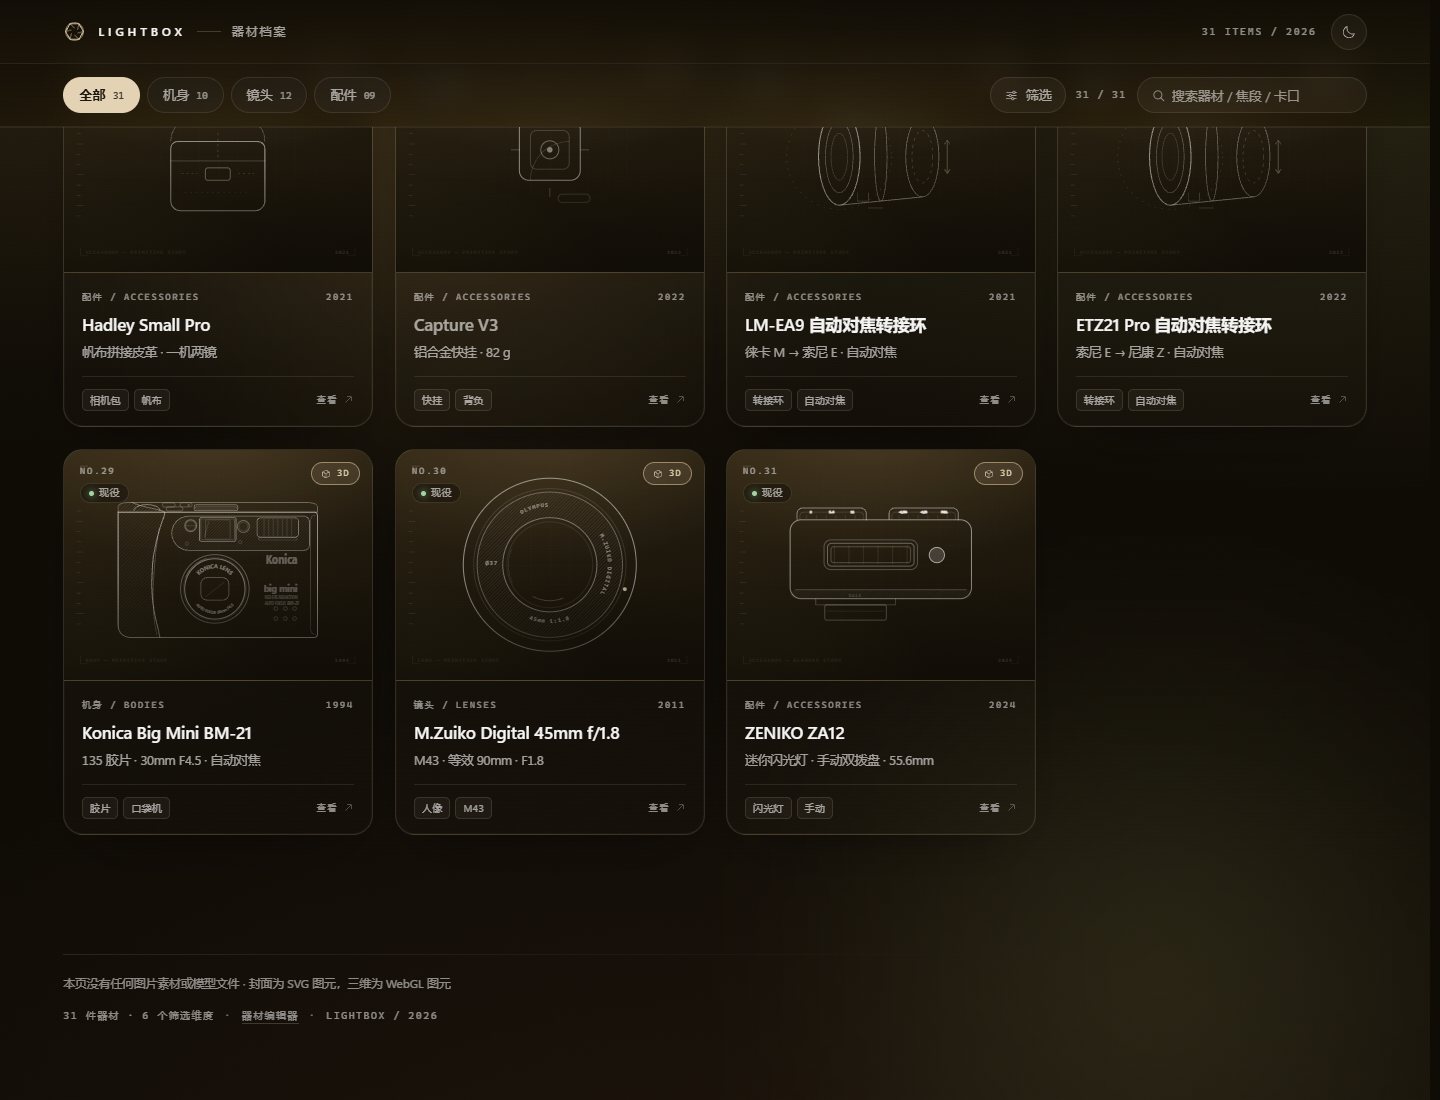 LIGHTBOX — 器材档案
31 ITEMS / 2026
全部 31 机身 10 镜头 12 配件 09
筛选 31 / 31 搜索器材 / 焦段 / 卡口
配件 / ACCESSORIES 2021
Hadley Small Pro
帆布拼接皮革 · 一机两镜
相机包 帆布 查看 ↗
配件 / ACCESSORIES 2022
Capture V3
铝合金快挂 · 82 g
快挂 背负 查看 ↗
配件 / ACCESSORIES 2021
LM-EA9 自动对焦转接环
徕卡 M → 索尼 E · 自动对焦
转接环 自动对焦 查看 ↗
配件 / ACCESSORIES 2022
ETZ21 Pro 自动对焦转接环
索尼 E → 尼康 Z · 自动对焦
转接环 自动对焦 查看 ↗
NO.29 3D
现役
Konica
KONICA LENS
big mini
机身 / BODIES 1994
Konica Big Mini BM-21
135 胶片 · 30mm F4.5 · 自动对焦
胶片 口袋机 查看 ↗
NO.30 3D
现役
OLYMPUS
M.ZUIKO DIGITAL
Ø37
45mm 1:1.8
镜头 / LENSES 2011
M.Zuiko Digital 45mm f/1.8
M43 · 等效 90mm · F1.8
人像 M43 查看 ↗
NO.31 3D
现役
配件 / ACCESSORIES 2024
ZENIKO ZA12
迷你闪光灯 · 手动双拨盘 · 55.6mm
闪光灯 手动 查看 ↗
本页没有任何图片素材或模型文件 · 封面为 SVG 图元，三维为 WebGL 图元
31 件器材 · 6 个筛选维度 · 器材编辑器 · LIGHTBOX / 2026